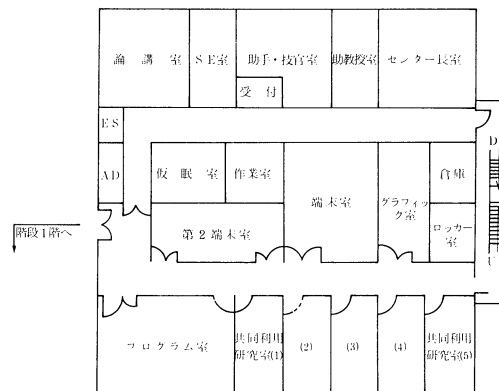 論講室
SE室
助手・技官室
助教授室
センター長室
受付
ES
AD
仮眠室
作業室
端末室
グラフィック室
倉庫
D
階段1階へ
第2端末室
ロッカー室
U
プログラム室
共同利用
研究室(1)
(2)
(3)
(4)
共同利用
研究室(5)